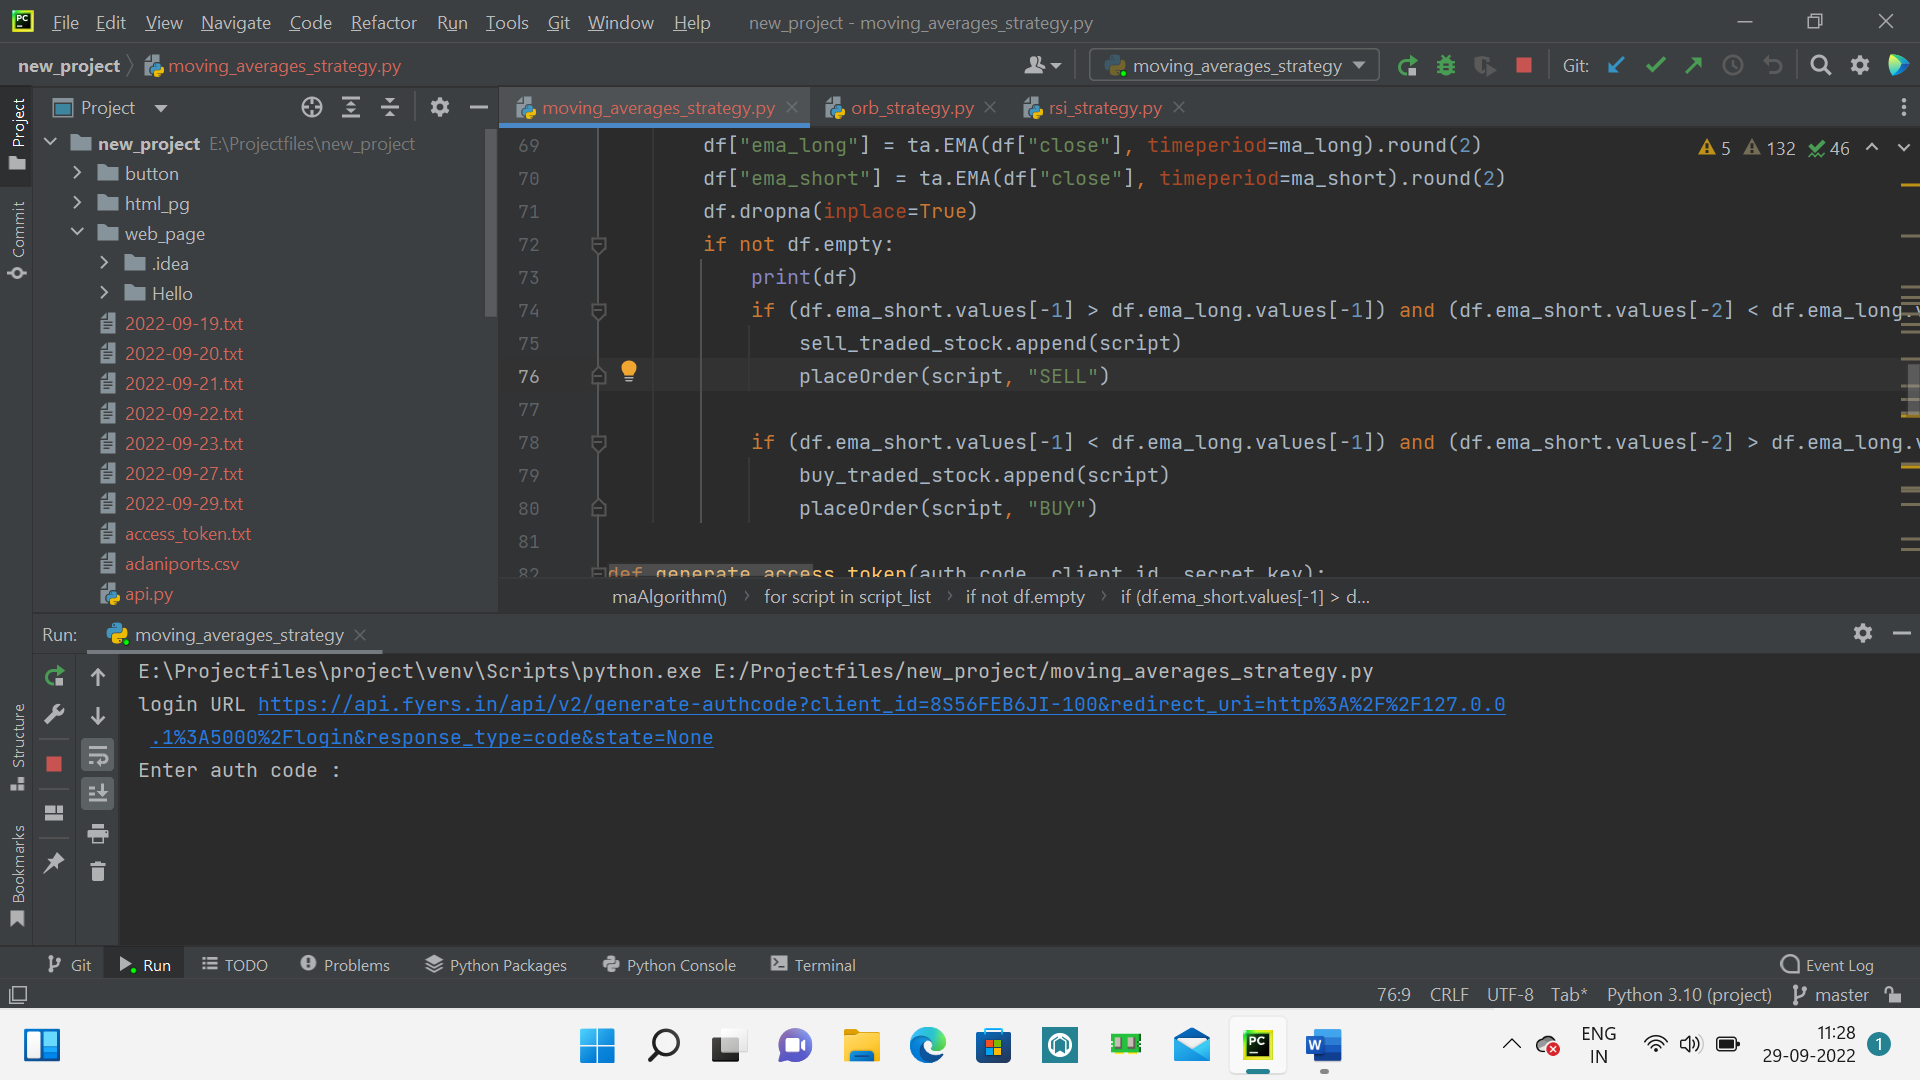 File Edit View Navigate Code Refactor Run Tools Git Window Help new_project - moving_averages_strategy.py
new_project moving_averages_strategy.py moving_averages_strategy Git:
Project
moving_averages_strategy.py orb_strategy.py rsi_strategy.py
new_project E:\Projectfiles\new_project
button
html_pg
web_page
.idea
Hello
2022-09-19.txt
2022-09-20.txt
2022-09-21.txt
2022-09-22.txt
2022-09-23.txt
2022-09-27.txt
2022-09-29.txt
access_token.txt
adaniports.csv
api.py
Project
Commit
Structure
Bookmarks
5 132 46
69 df["ema_long"] = ta.EMA(df["close"], timeperiod=ma_long).round(2)
70 df["ema_short"] = ta.EMA(df["close"], timeperiod=ma_short).round(2)
71 df.dropna(inplace=True)
72 if not df.empty:
73 print(df)
74 if (df.ema_short.values[-1] > df.ema_long.values[-1]) and (df.ema_short.values[-2] < df.ema_long.v
75 sell_traded_stock.append(script)
76 placeOrder(script, "SELL")
77
78 if (df.ema_short.values[-1] < df.ema_long.values[-1]) and (df.ema_short.values[-2] > df.ema_long.v
79 buy_traded_stock.append(script)
80 placeOrder(script, "BUY")
81
82 def generate_access_token(auth_code, client_id, secret_key):
maAlgorithm() for script in script_list if not df.empty if (df.ema_short.values[-1] > d...
Run: moving_averages_strategy
E:\Projectfiles\project\venv\Scripts\python.exe E:/Projectfiles/new_project/moving_averages_strategy.py
login URL https://api.fyers.in/api/v2/generate-authcode?client_id=8S56FEB6JI-100&redirect_uri=http%3A%2F%2F127.0.0
.1%3A5000%2Flogin&response_type=code&state=None
Enter auth code :
Git Run TODO Problems Python Packages Python Console Terminal Event Log
76:9 CRLF UTF-8 Tab* Python 3.10 (project) master
ENG
IN
11:28
29-09-2022
1